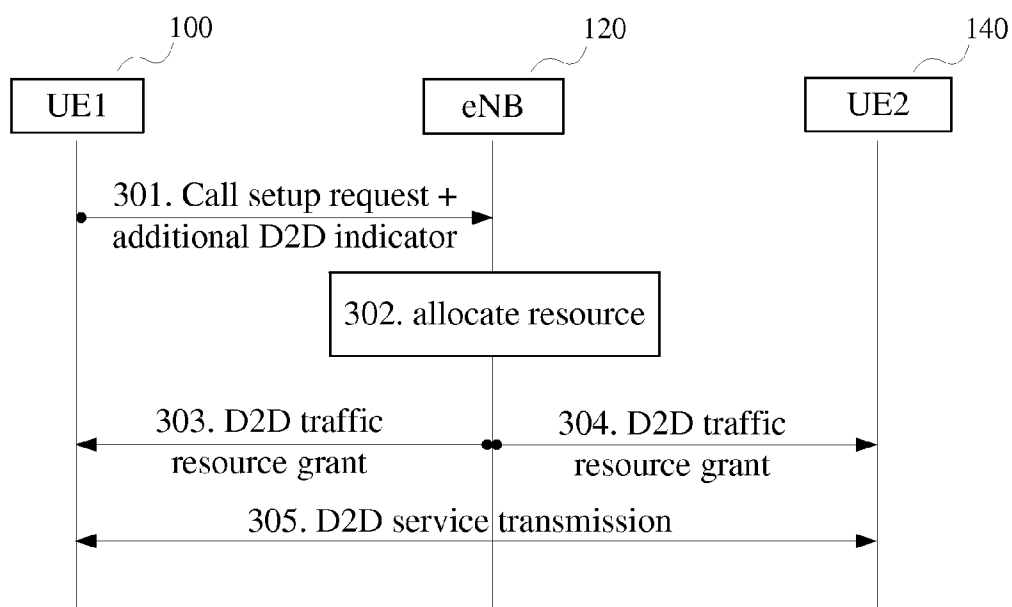 100
120
140
UE1
eNB
UE2
301. Call setup request +
additional D2D indicator
302. allocate resource
303. D2D traffic
resource grant
304. D2D traffic
resource grant
305. D2D service transmission